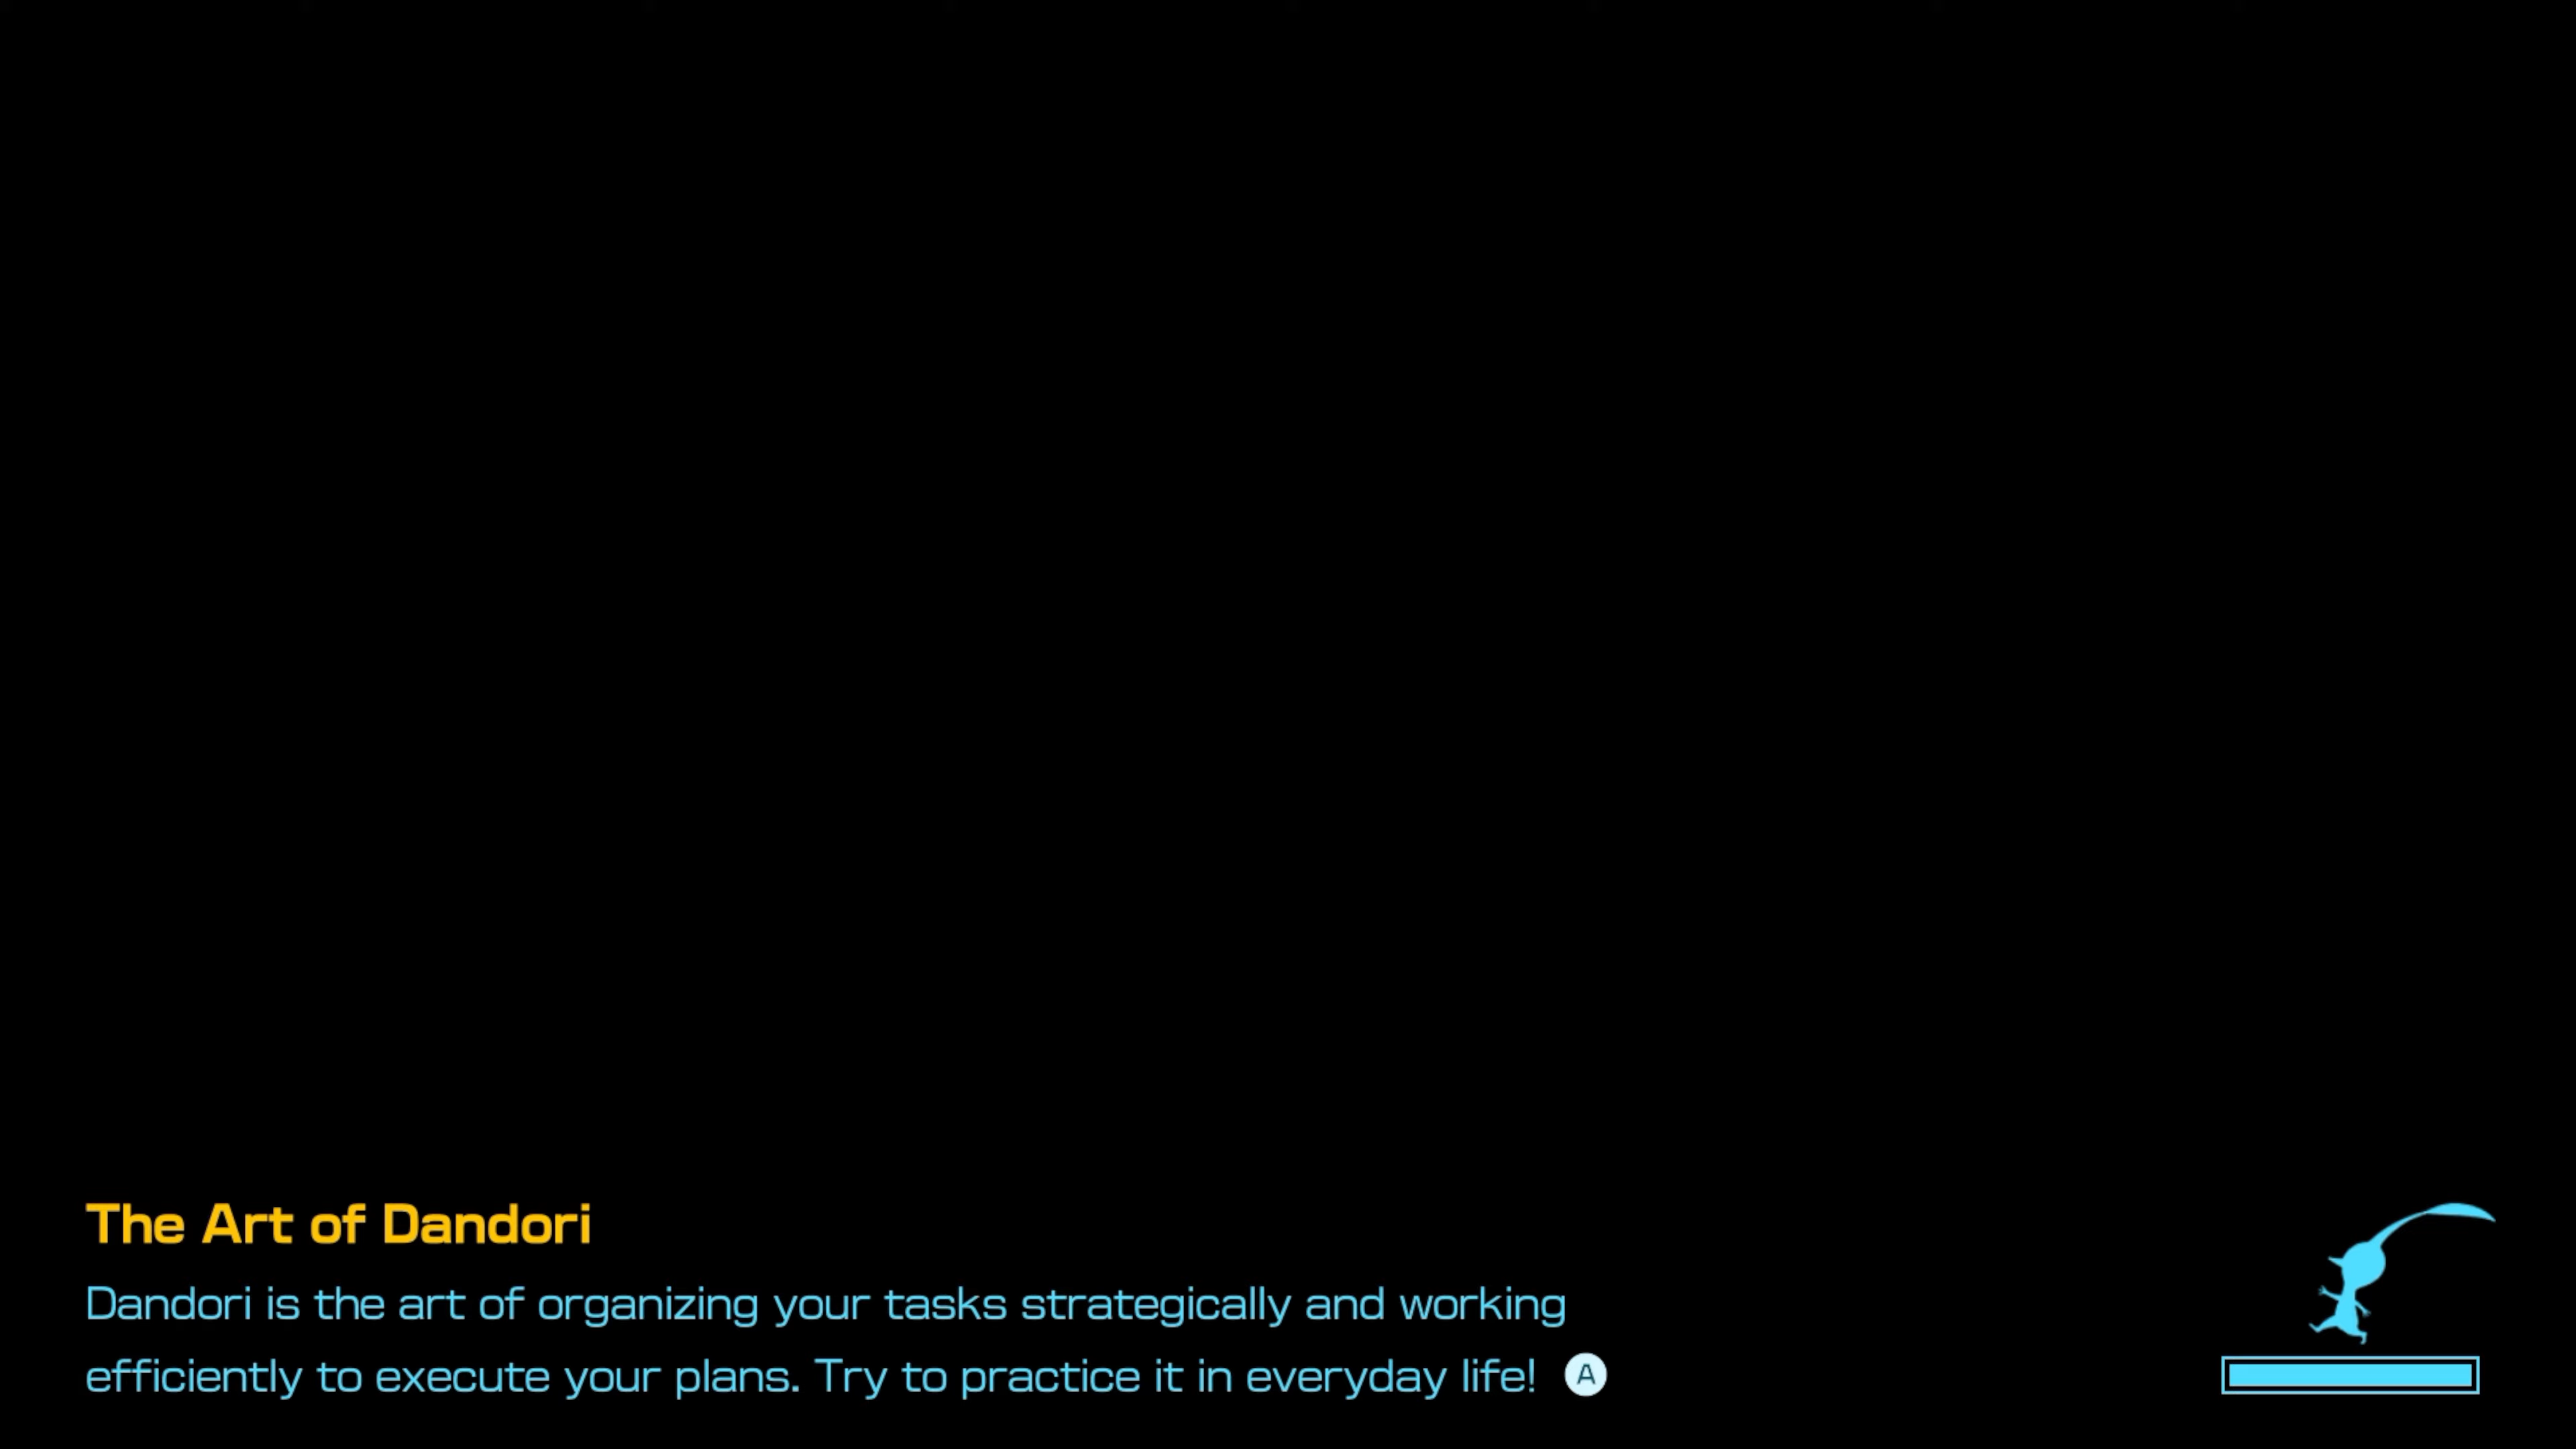 The Art of Dandori
Dandori is the art of organizing your tasks strategically and working
efficiently to execute your plans. Try to practice it in everyday life! A